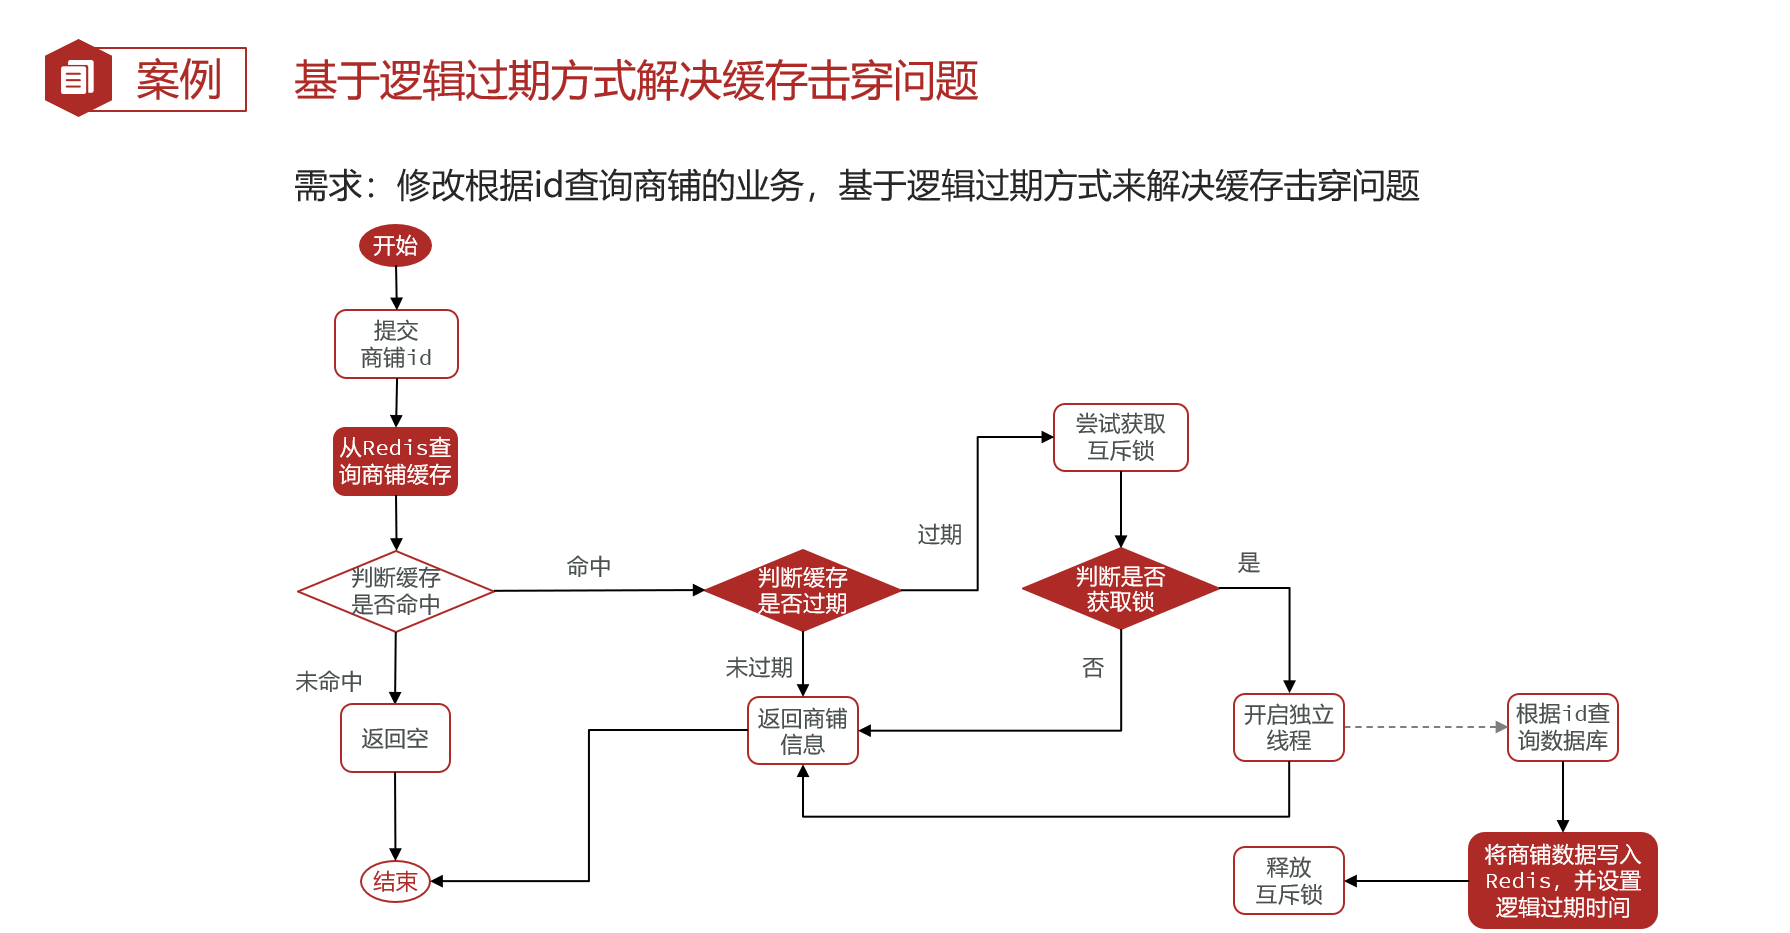 案例
基于逻辑过期方式解决缓存击穿问题
需求：修改根据id查询商铺的业务，基于逻辑过期方式来解决缓存击穿问题
开始
提交
商铺id
从Redis查
询商铺缓存
判断缓存
是否命中
命中
未命中
返回空
结束
判断缓存
是否过期
过期
未过期
返回商铺
信息
尝试获取
互斥锁
判断是否
获取锁
是
否
开启独立
线程
根据id查
询数据库
将商铺数据写入
Redis，并设置
逻辑过期时间
释放
互斥锁